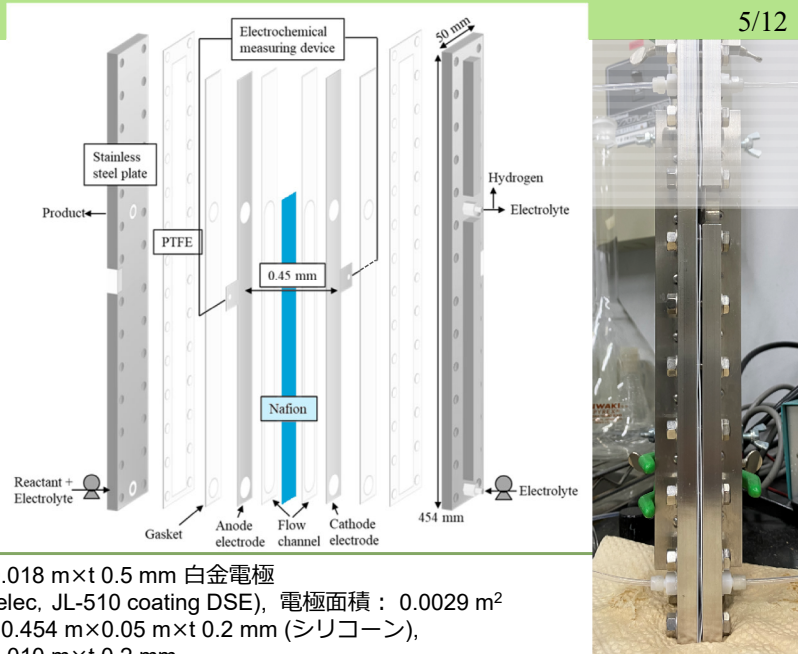 5/12
50 mm
Electrochemical
measuring device
Stainless
steel plate
Hydrogen
Product
Electrolyte
PTFE
0.45 mm
Nafion
Reactant +
Electrolyte
Electrolyte
454 mm
Gasket
Anode
electrode
Flow
channel
Cathode
electrode
.018 m×t 0.5 mm 白金電極
elec, JL-510 coating DSE), 電極面積： 0.0029 m²
0.454 m×0.05 m×t 0.2 mm (シリコーン),